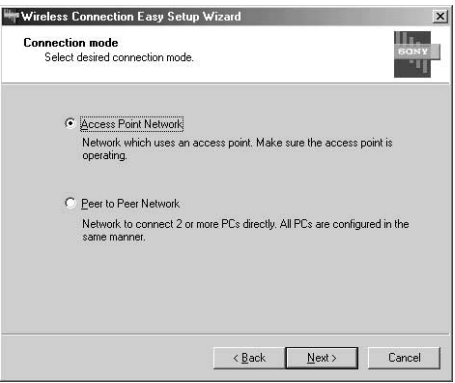 Wireless Connection Easy Setup Wizard
Connection mode
Select desired connection mode.
SONY
Access Point Network
Network which uses an access point. Make sure the access point is
operating.
Peer to Peer Network
Network to connect 2 or more PCs directly. All PCs are configured in the
same manner.
< Back
Next >
Cancel